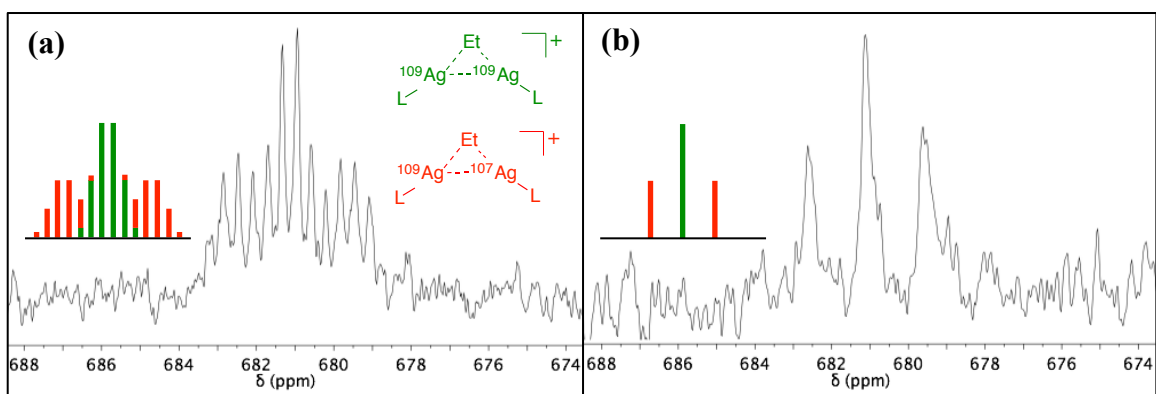 (a)
Et
+
¹⁰⁹Ag ¹⁰⁹Ag
L L
Et
+
¹⁰⁹Ag ¹⁰⁷Ag
L L
688 686 684 682 680 678 676 674
δ (ppm)
(b)
688 686 684 682 680 678 676 674
δ (ppm)